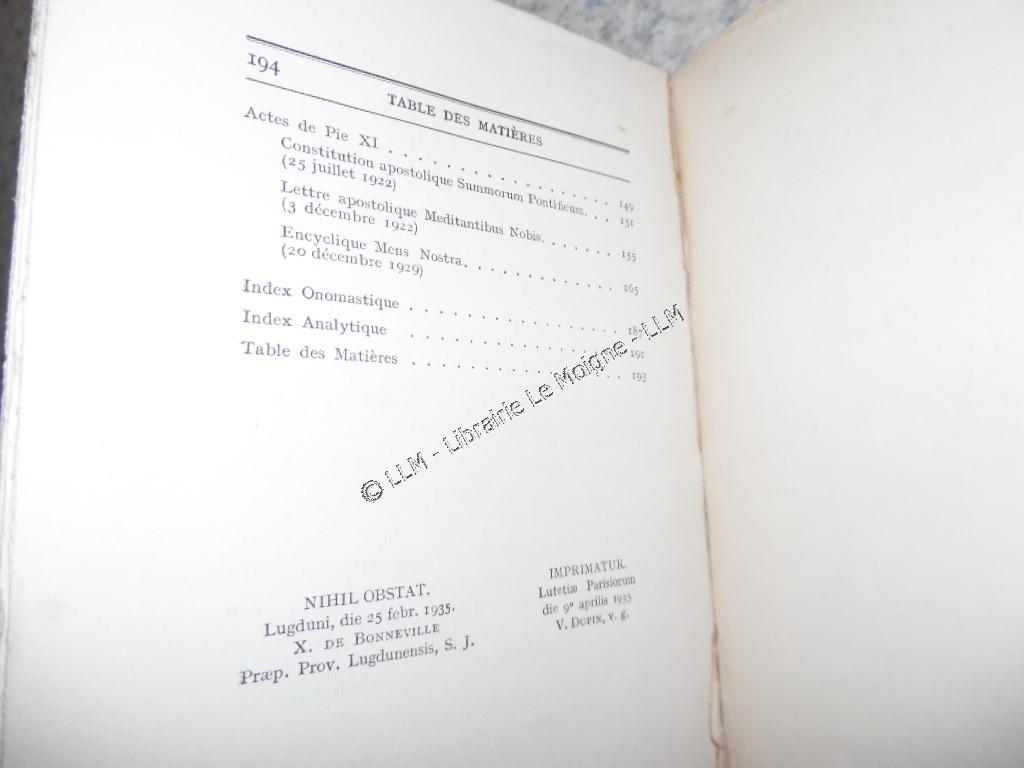 194
TABLE DES MATIÈRES
Actes de Pie XI . . . . . . . . . . . . . . . . . . 149
Constitution apostolique Summorum Pontificum. . . 151
(25 juillet 1922)
Lettre apostolique Meditantibus Nobis. . . . . . . 155
(3 décembre 1922)
Encyclique Mens Nostra. . . . . . . . . . . . . 165
(20 décembre 1929)
Index Onomastique . . . . . . . . . . . . . . . . 187
Index Analytique . . . . . . . . . . . . . . . . 191
Table des Matières . . . . . . . . . . . . . . . 193
© LLM - Librairie Le Moigne - LLM
NIHIL OBSTAT.
Lugduni, die 25 febr. 1935.
X. DE BONNEVILLE
Præp. Prov. Lugdunensis, S. J.
IMPRIMATUR.
Lutetiæ Parisiorum
die 9ª aprilis 1935
V. DUPIN, v. g.